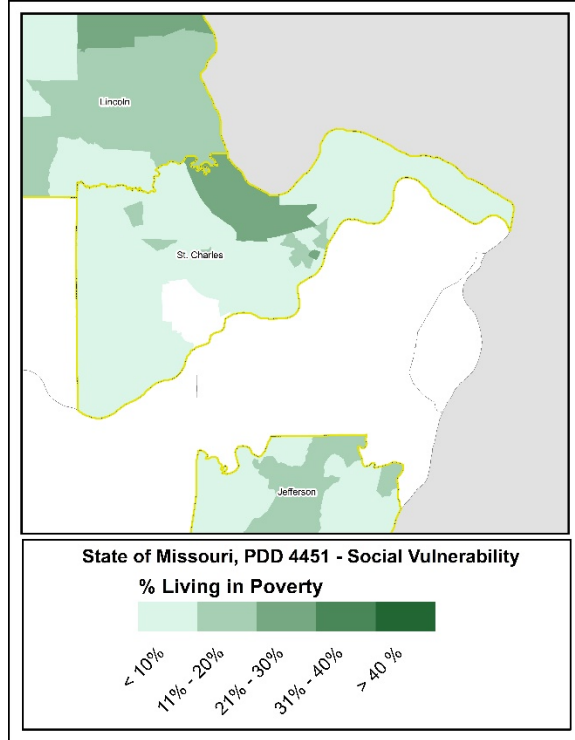 Lincoln
St. Charles
Jefferson
State of Missouri, PDD 4451 - Social Vulnerability
% Living in Poverty
< 10%
11% - 20%
21% - 30%
31% - 40%
> 40 %